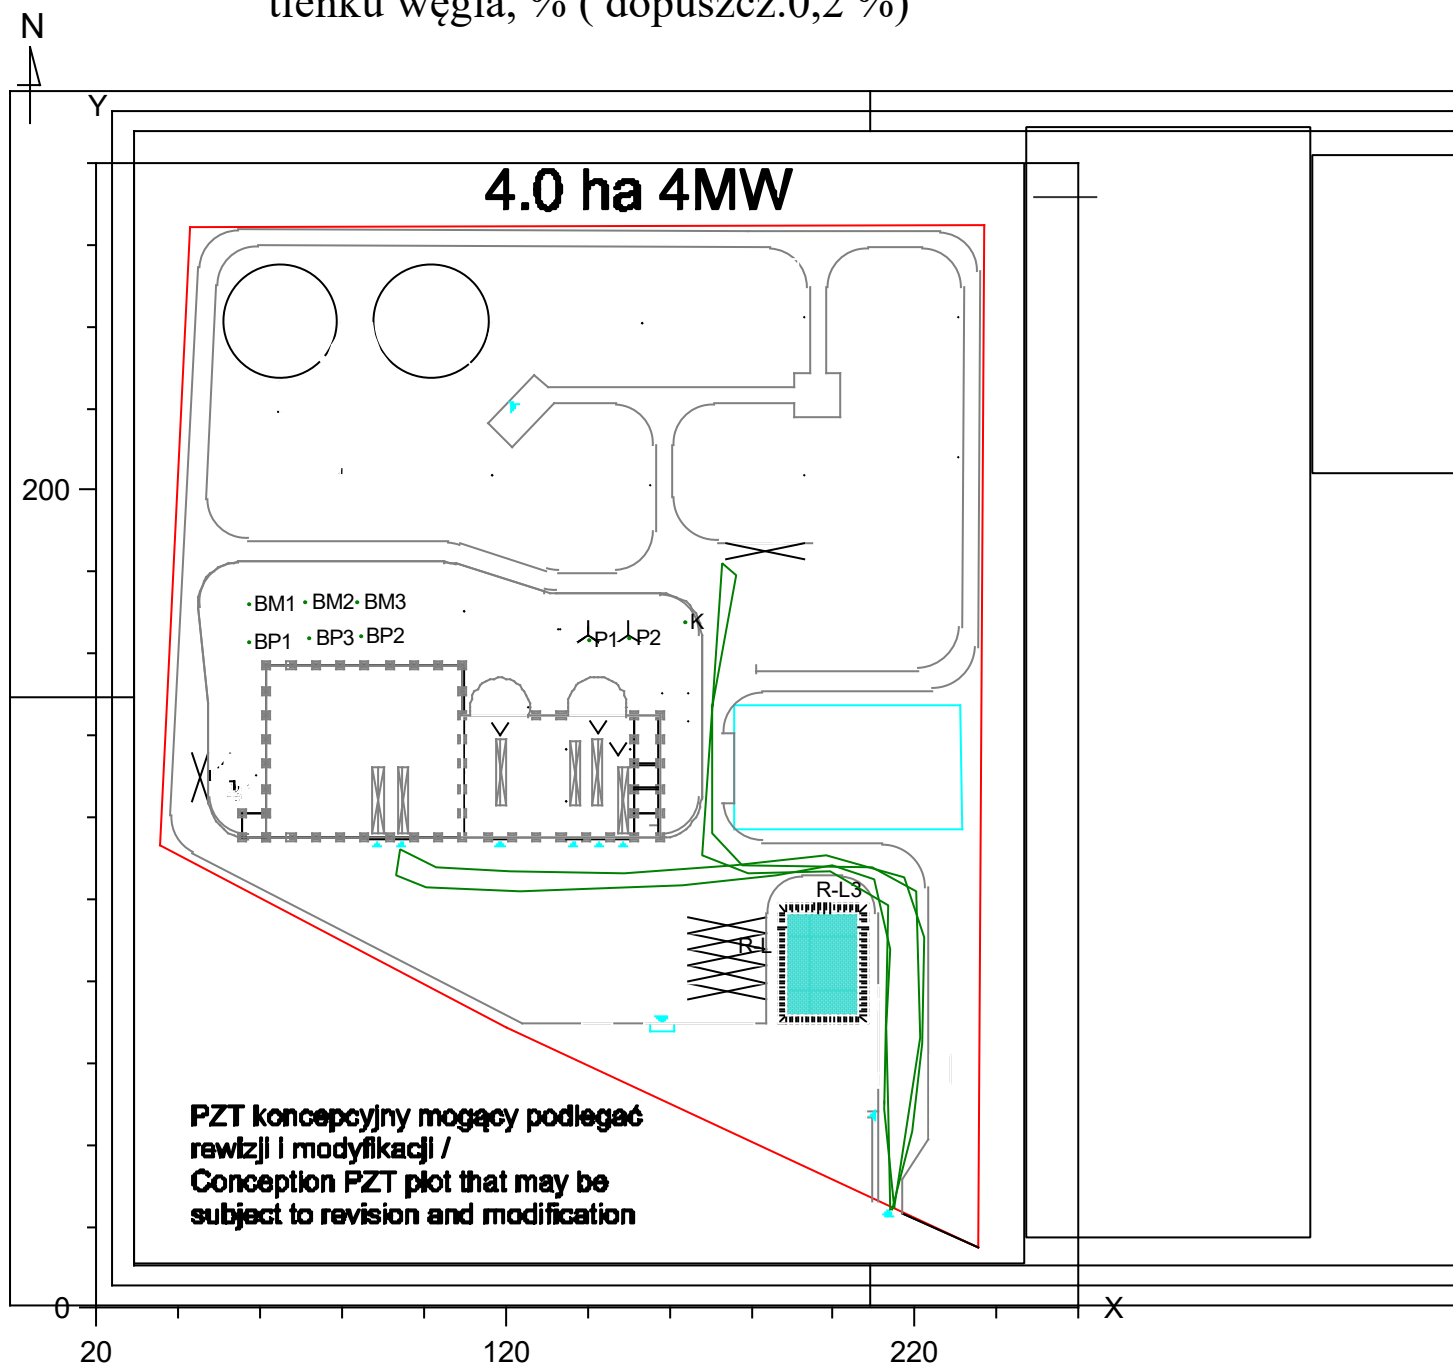 tlenku węgla, % ( dopuszcz.0,2 %)
N
Y
4.0 ha 4MW
200
BM1 BM2 BM3
K
BP1 BP3 BP2 P1 P2
R-L3
R-L
PZT koncepcyjny mogący podlegać
rewizji i modyfikacji /
Conception PZT plot that may be
subject to revision and modification
0
X
20 120 220